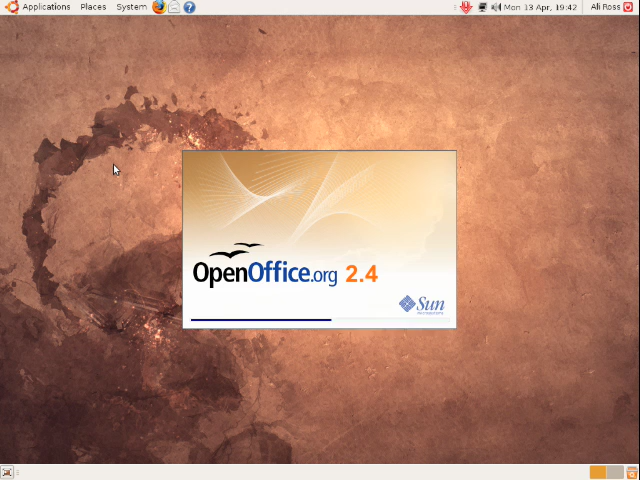 Applications Places System ? Mon 13 Apr, 19:42 Ali Ross
OpenOffice.org 2.4
Sun